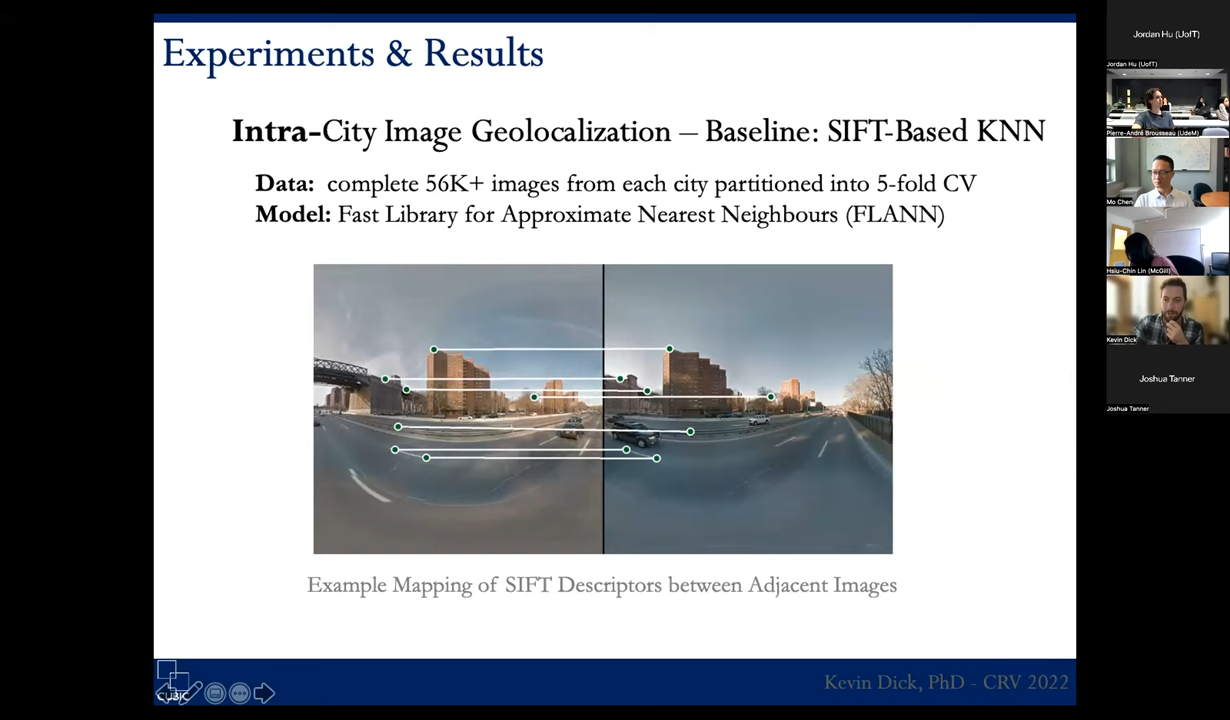 Experiments & Results
Intra-City Image Geolocalization – Baseline: SIFT-Based KNN
Data: complete 56K+ images from each city partitioned into 5-fold CV
Model: Fast Library for Approximate Nearest Neighbours (FLANN)
Example Mapping of SIFT Descriptors between Adjacent Images
CUBIC
Kevin Dick, PhD - CRV 2022
Jordan Hu (UofT)
Jordan Hu (UofT)
Pierre-André Brousseau (UdeM)
Mo Chen
Hsiu-Chin Lin (McGill)
Kevin Dick
Joshua Tanner
Joshua Tanner